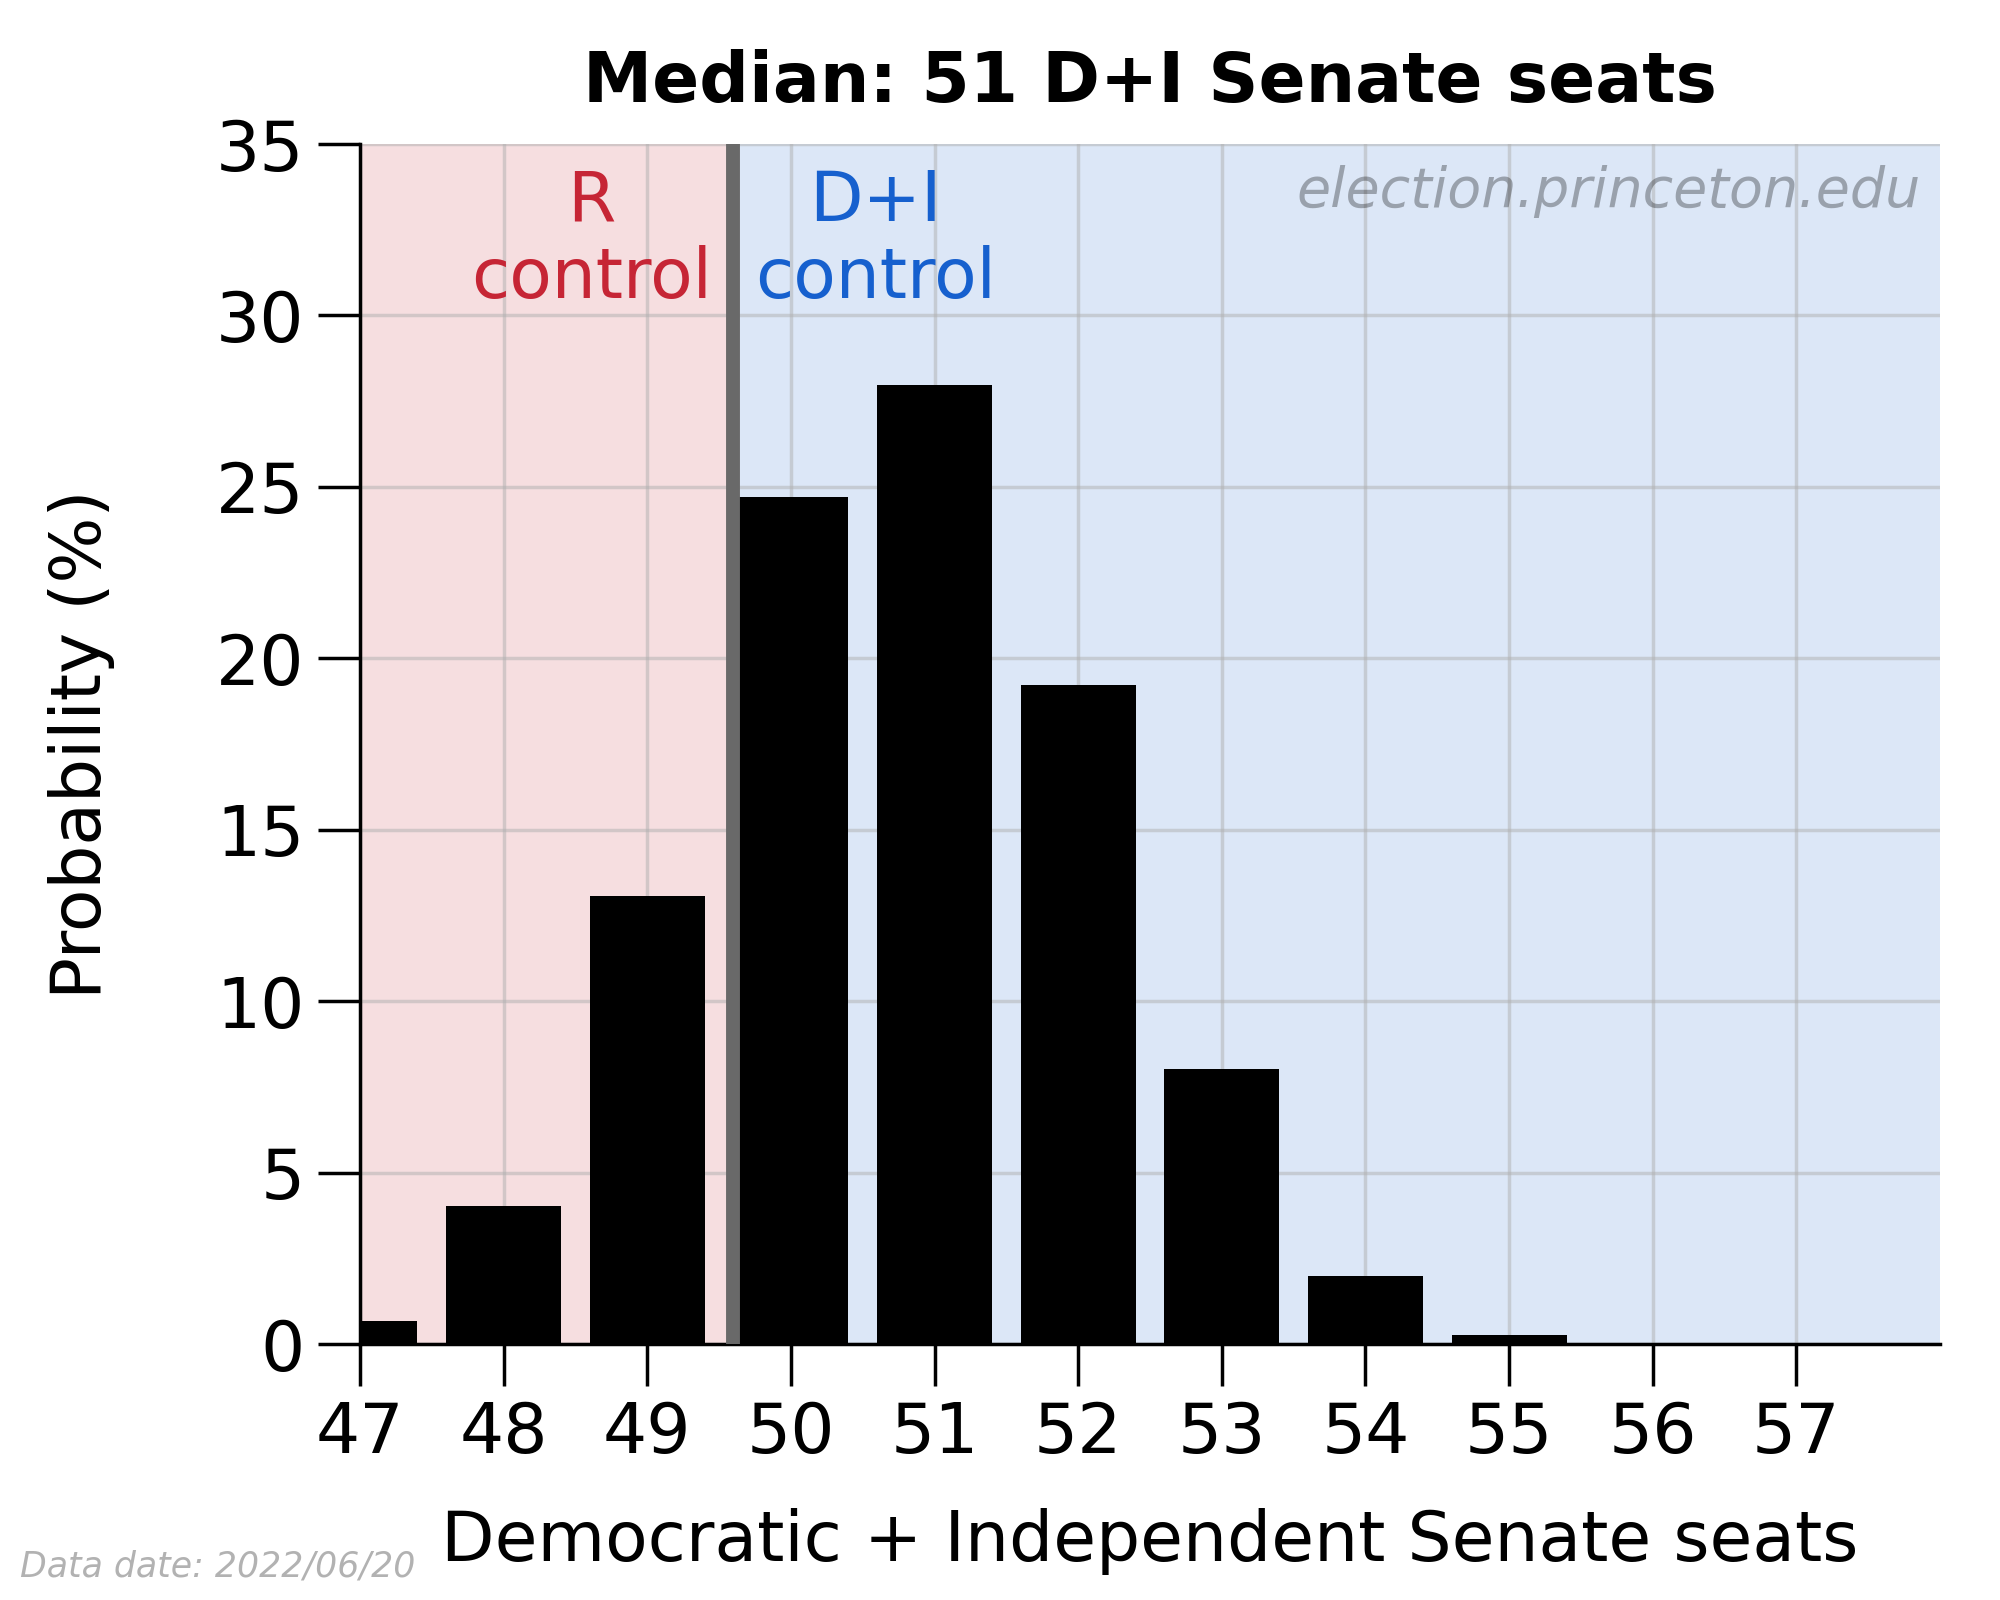 Median: 51 D+I Senate seats
R
control
D+I
control
election.princeton.edu
35
30
25
20
15
10
5
0
Probability (%)
47 48 49 50 51 52 53 54 55 56 57
Democratic + Independent Senate seats
Data date: 2022/06/20